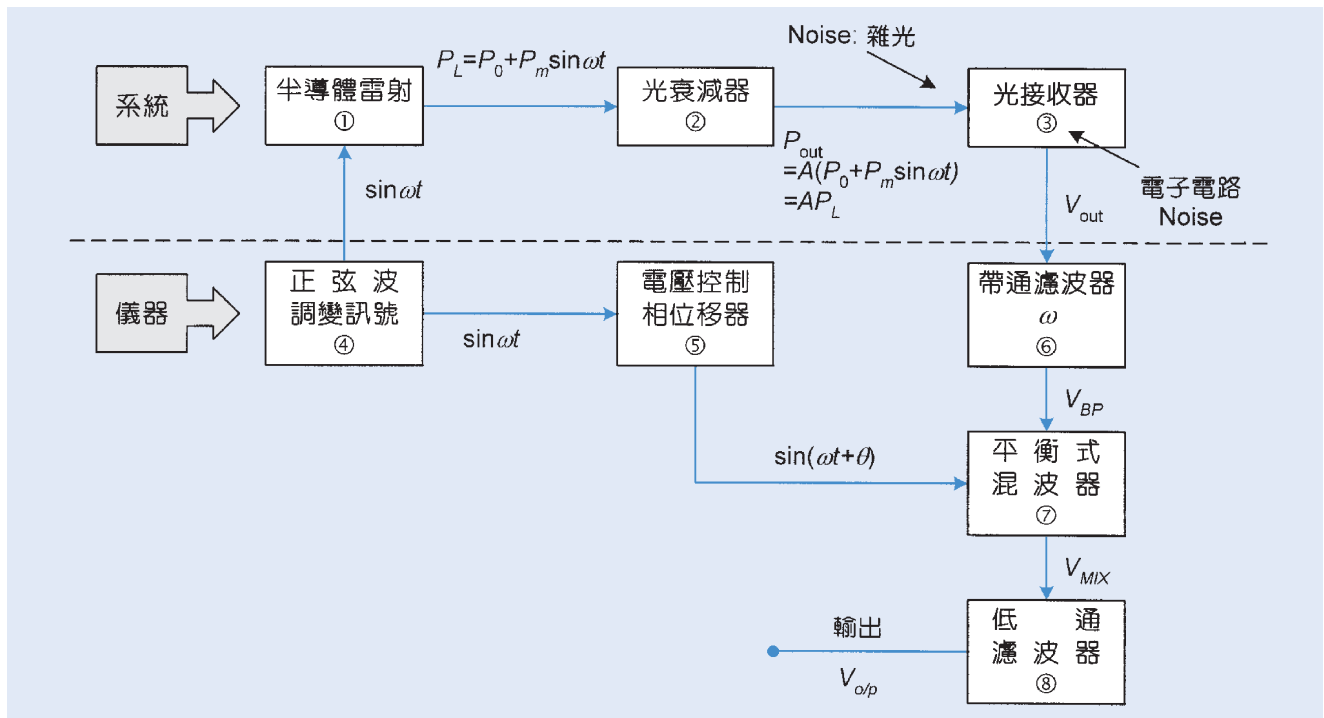 Noise: 雜光
P_L=P_0+P_m sinωt
系統
半導體雷射
①
光衰減器
②
光接收器
③
P_out
=A(P_0+P_m sinωt)
=AP_L
電子電路
Noise
sinωt
V_out
儀器
正弦波
調變訊號
④
sinωt
電壓控制
相位移器
⑤
帶通濾波器
ω
⑥
V_BP
sin(ωt+θ)
平衡式
混波器
⑦
V_MIX
輸出
V_o/p
低通
濾波器
⑧